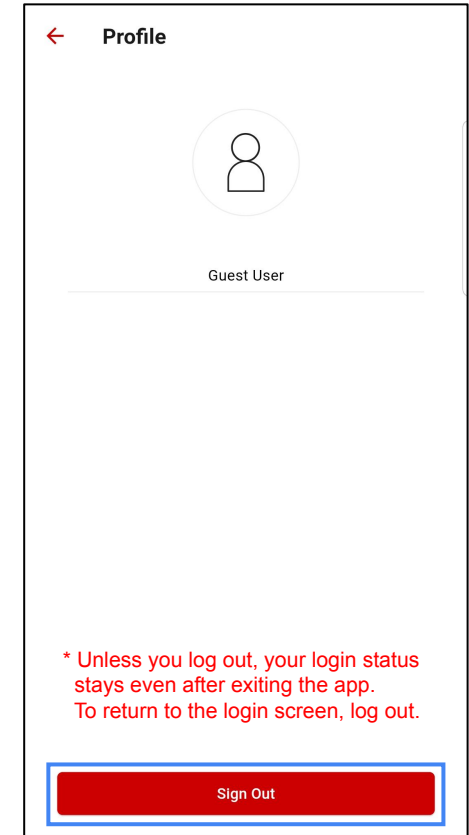 Profile
Guest User
* Unless you log out, your login status
stays even after exiting the app.
To return to the login screen, log out.
Sign Out